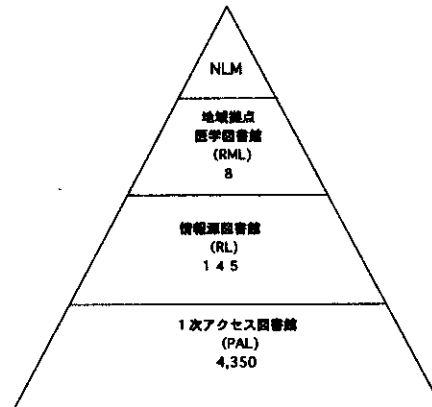 NLM
地域拠点
医学図書館
(RML)
8
情報源図書館
(RL)
1 4 5
1次アクセス図書館
(PAL)
4,350